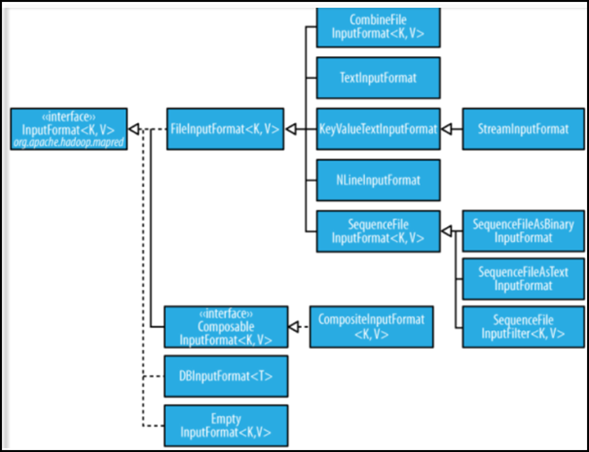 CombineFile
InputFormat<K, V>
TextInputFormat
«interface»
InputFormat<K, V>
org.apache.hadoop.mapred
FileInputFormat<K, V>
KeyValueTextInputFormat
StreamInputFormat
NLineInputFormat
SequenceFile
InputFormat<K, V>
SequenceFileAsBinary
InputFormat
SequenceFileAsText
InputFormat
SequenceFile
InputFilter<K, V>
«interface»
Composable
InputFormat<K, V>
CompositeInputFormat
<K, V>
DBInputFormat<T>
Empty
InputFormat<K,V>